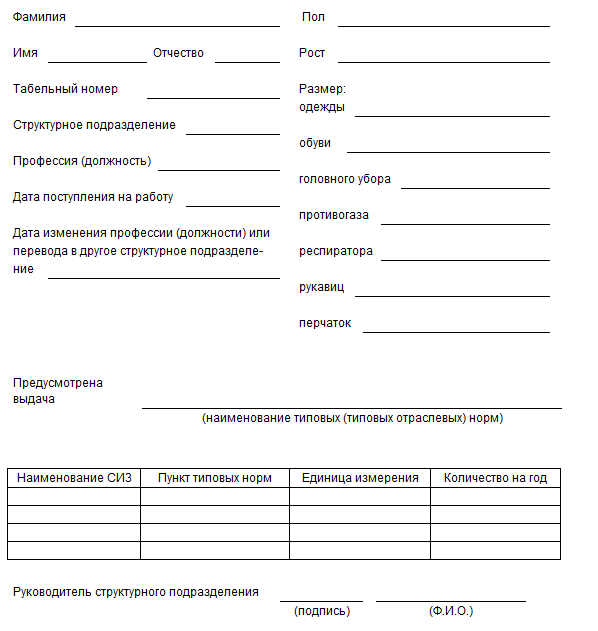 Фамилия
Имя Отчество
Табельный номер
Структурное подразделение
Профессия (должность)
Дата поступления на работу
Дата изменения профессии (должности) или
перевода в другое структурное подразделе-
ние
Пол
Рост
Размер:
одежды
обуви
головного убора
противогаза
респиратора
рукавиц
перчаток
Предусмотрена
выдача
(наименование типовых (типовых отраслевых) норм)
Наименование СИЗ Пункт типовых норм Единица измерения Количество на год
Руководитель структурного подразделения
(подпись) (Ф.И.О.)